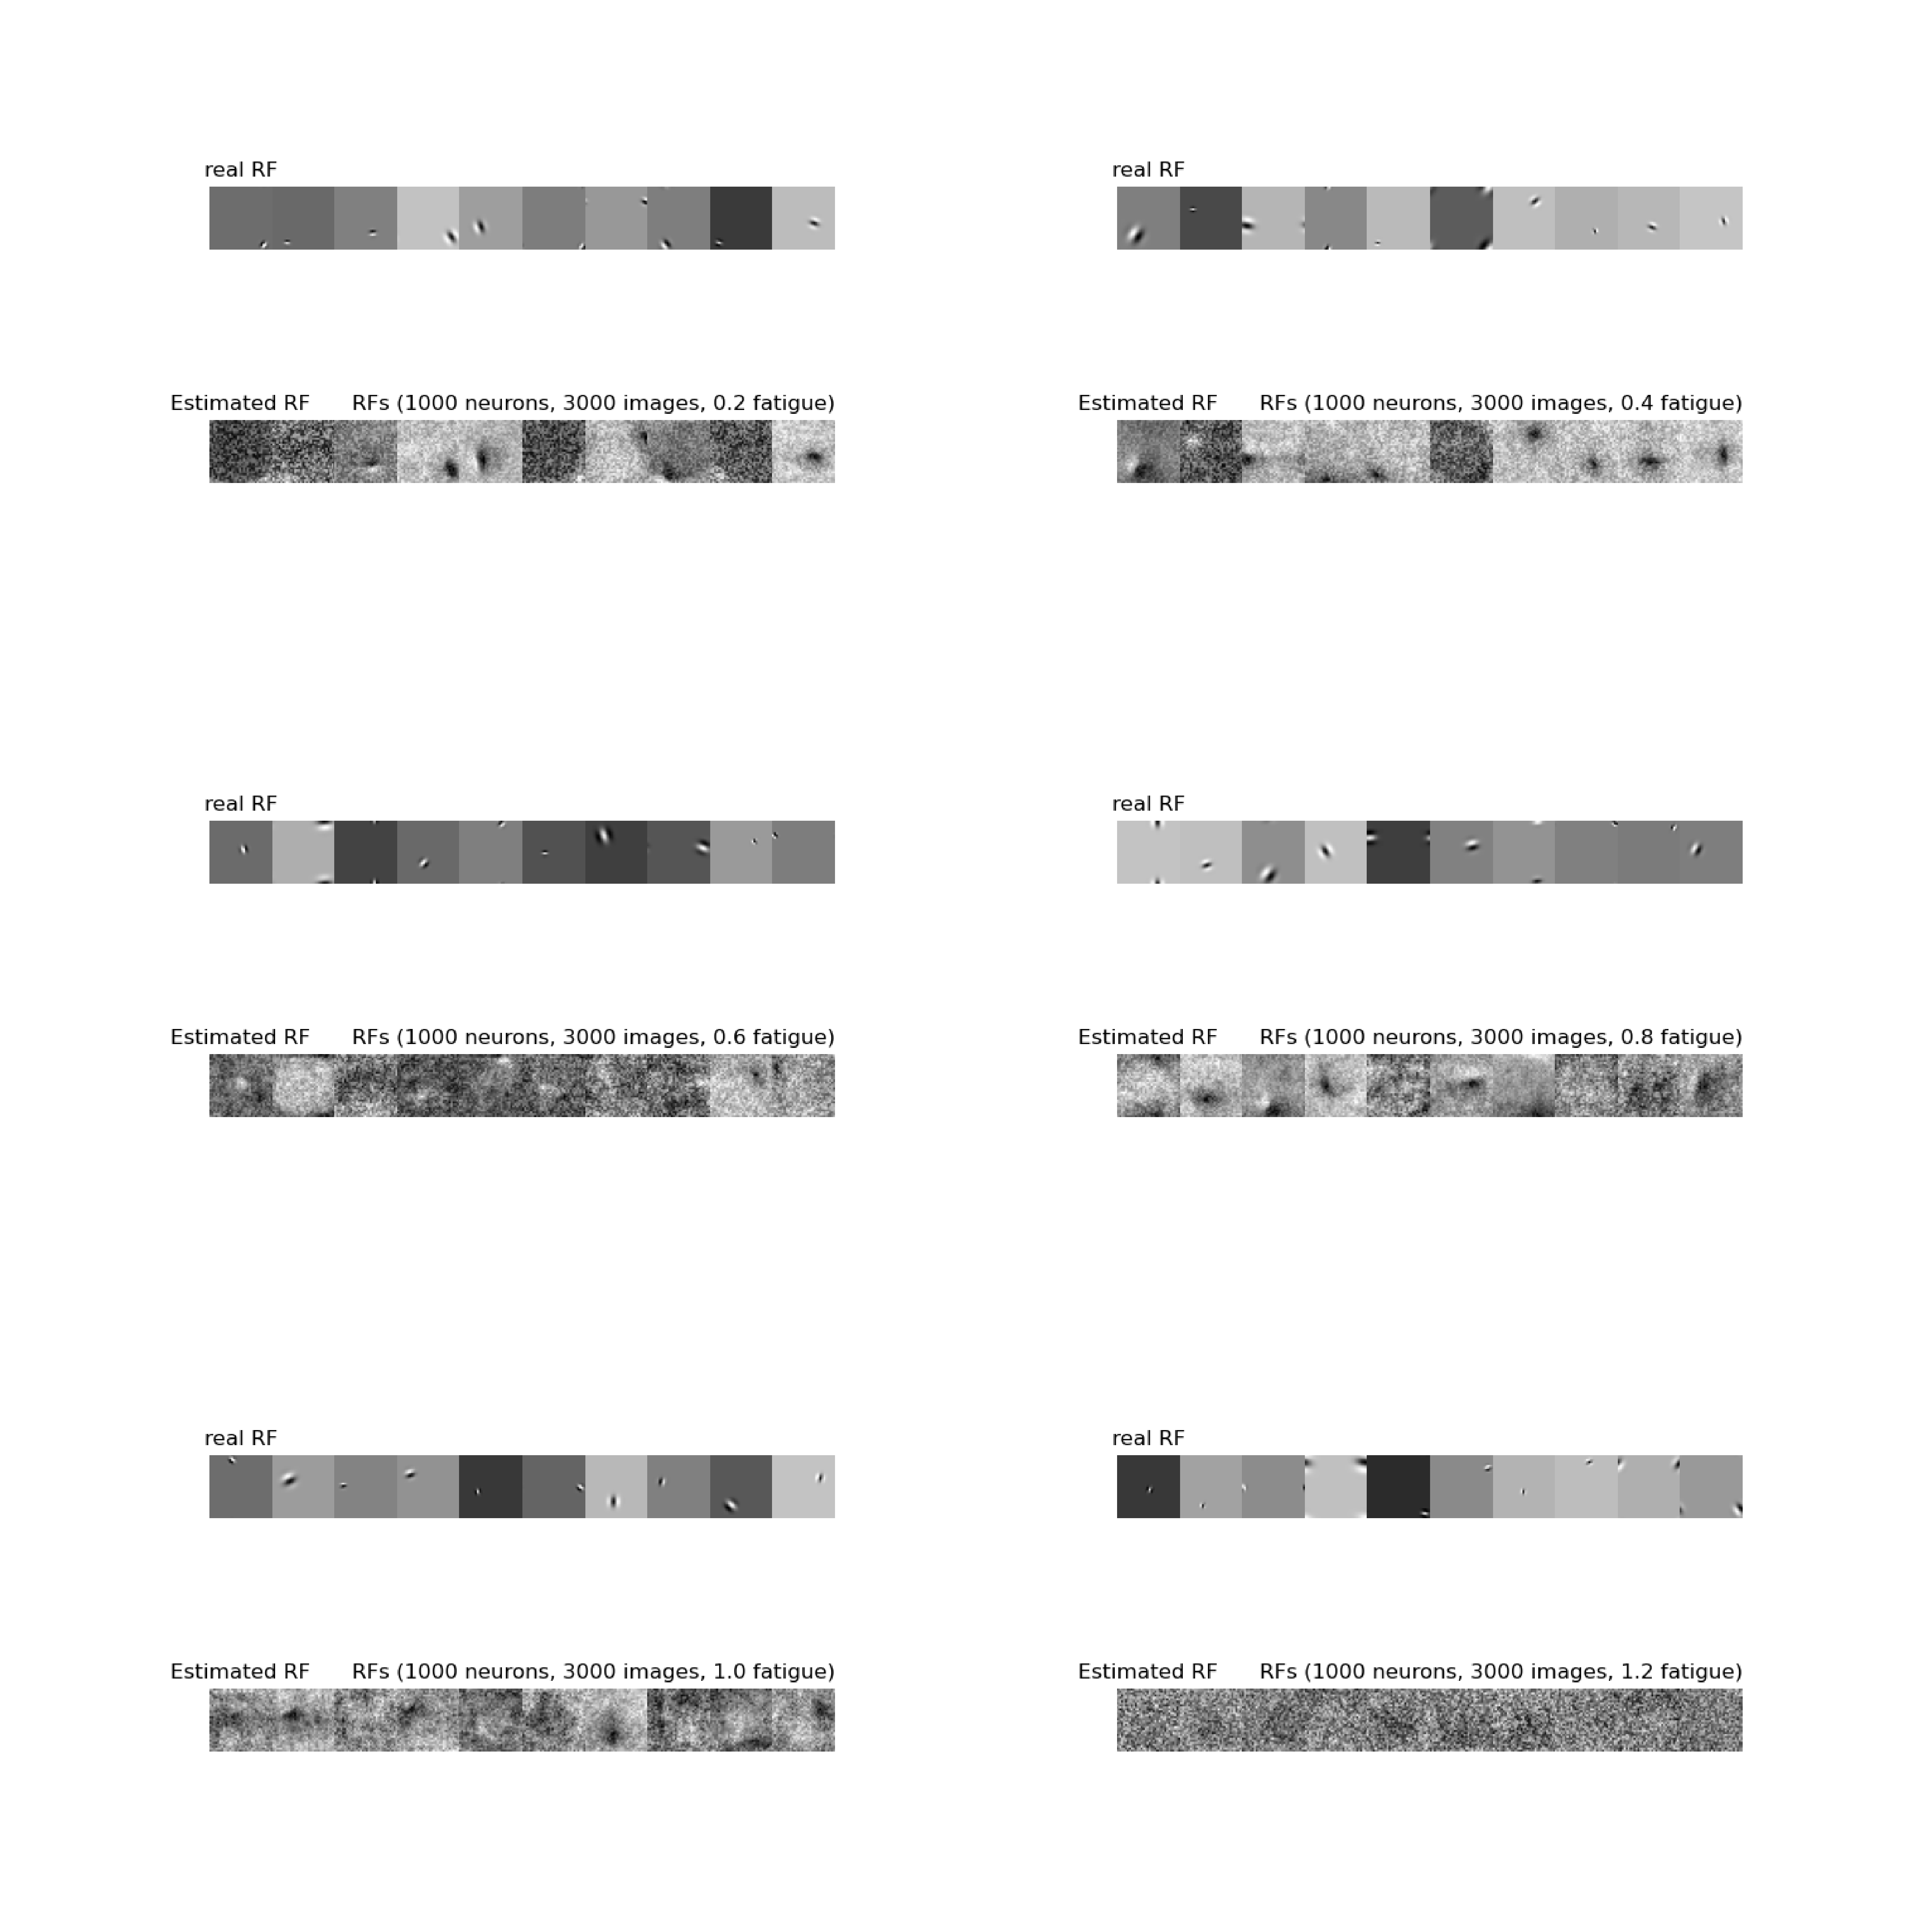 real RF
real RF
Estimated RF RFs (1000 neurons, 3000 images, 0.2 fatigue)
Estimated RF RFs (1000 neurons, 3000 images, 0.4 fatigue)
real RF
real RF
Estimated RF RFs (1000 neurons, 3000 images, 0.6 fatigue)
Estimated RF RFs (1000 neurons, 3000 images, 0.8 fatigue)
real RF
real RF
Estimated RF RFs (1000 neurons, 3000 images, 1.0 fatigue)
Estimated RF RFs (1000 neurons, 3000 images, 1.2 fatigue)